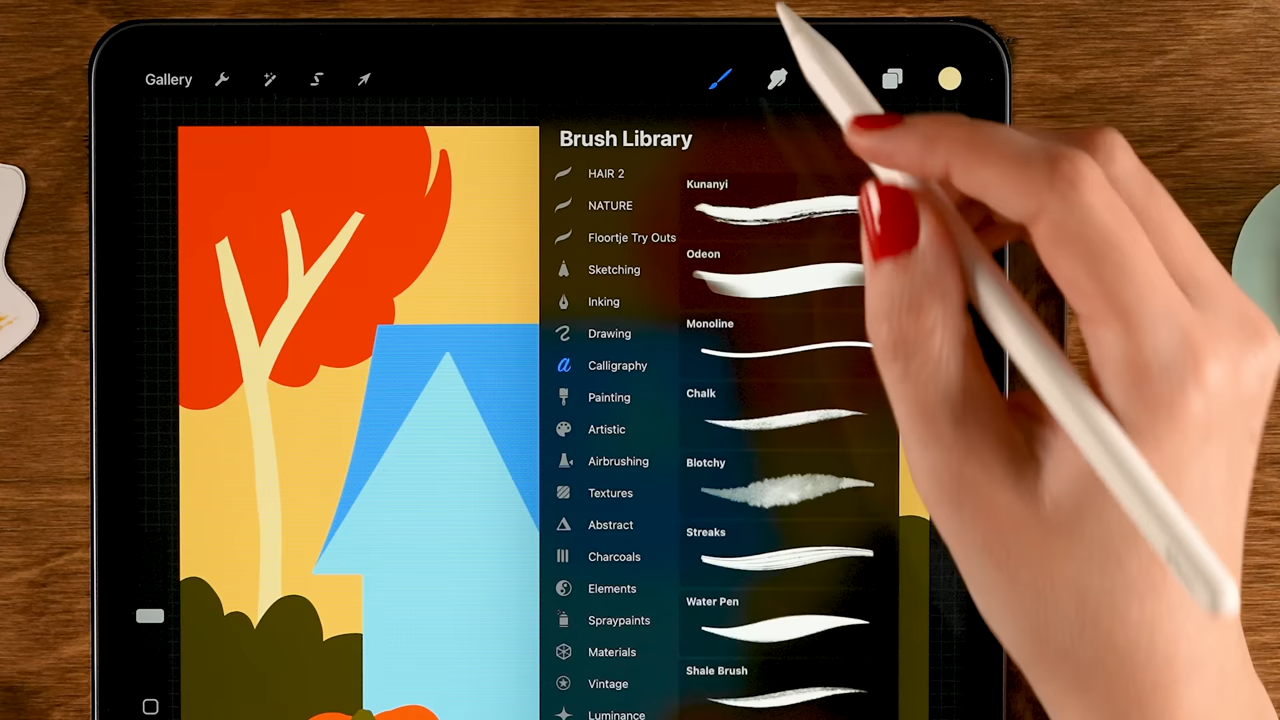 Gallery
Brush Library
HAIR 2
NATURE
Floortje Try Outs
Sketching
Inking
Drawing
Calligraphy
Painting
Artistic
Airbrushing
Textures
Abstract
Charcoals
Elements
Spraypaints
Materials
Vintage
Luminance
Kunanyi
Odeon
Monoline
Chalk
Blotchy
Streaks
Water Pen
Shale Brush